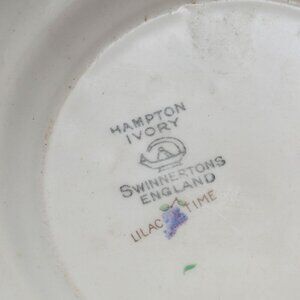 HAMPTON
IVORY
SWINNERTONS
ENGLAND
LILAC TIME